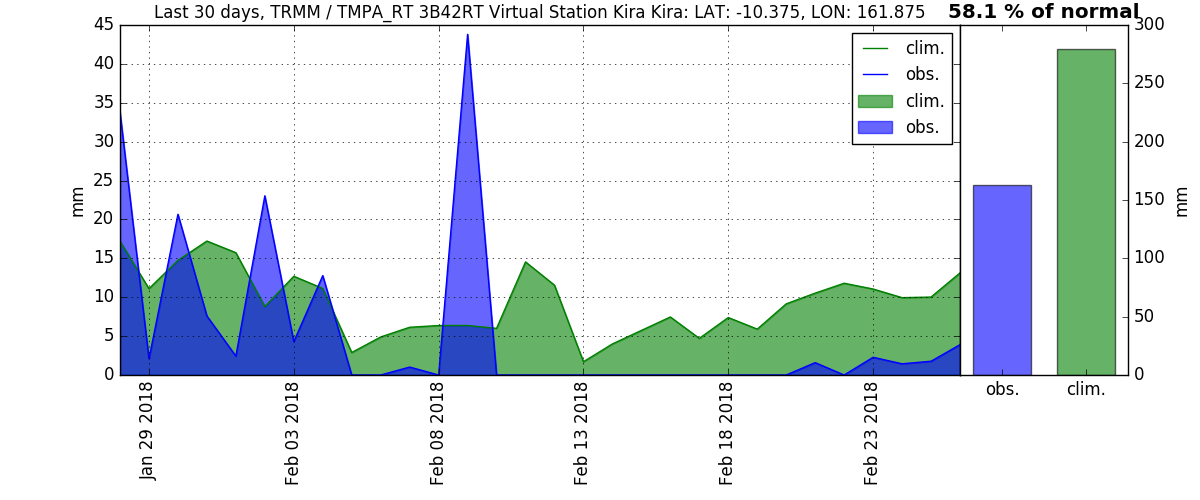 Last 30 days, TRMM / TMPA_RT 3B42RT Virtual Station Kira Kira: LAT: -10.375, LON: 161.875
58.1 % of normal
mm
45
40
35
30
25
20
15
10
5
0
clim.
obs.
clim.
obs.
Jan 29 2018
Feb 03 2018
Feb 08 2018
Feb 13 2018
Feb 18 2018
Feb 23 2018
300
250
200
150
100
50
0
mm
obs.
clim.